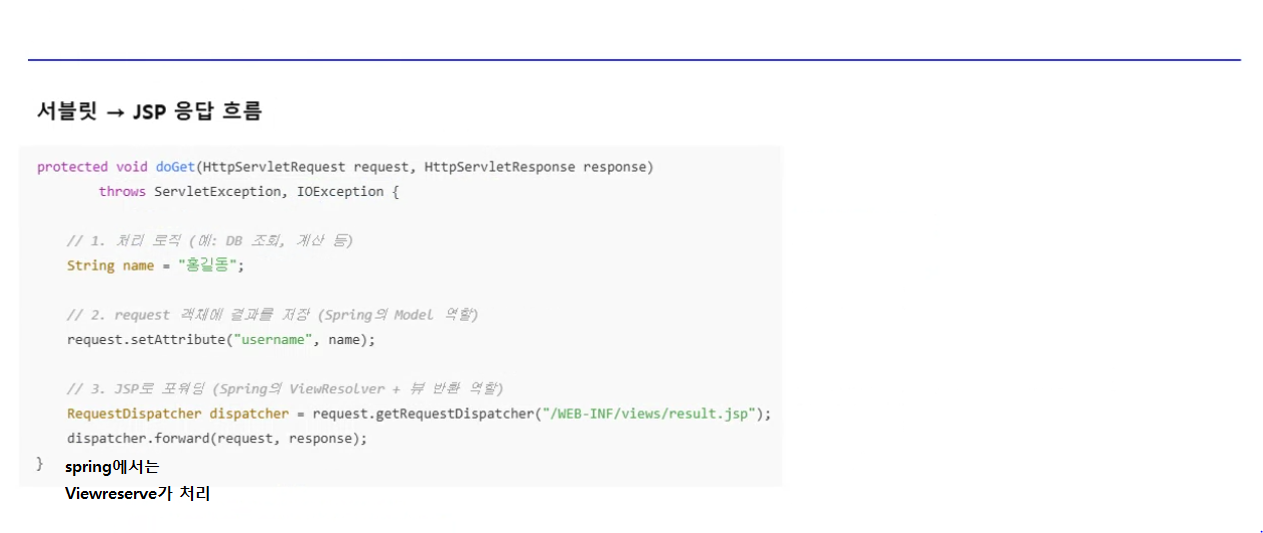 서블릿 → JSP 응답 흐름
protected void doGet(HttpServletRequest request, HttpServletResponse response)
throws ServletException, IOException {
// 1. 처리 로직 (예: DB 조회, 계산 등)
String name = "홍길동";
// 2. request 객체에 결과를 저장 (Spring의 Model 역할)
request.setAttribute("username", name);
// 3. JSP로 포워딩 (Spring의 ViewResolver + 뷰 반환 역할)
RequestDispatcher dispatcher = request.getRequestDispatcher("/WEB-INF/views/result.jsp");
dispatcher.forward(request, response);
}
spring에서는
Viewreserve가 처리